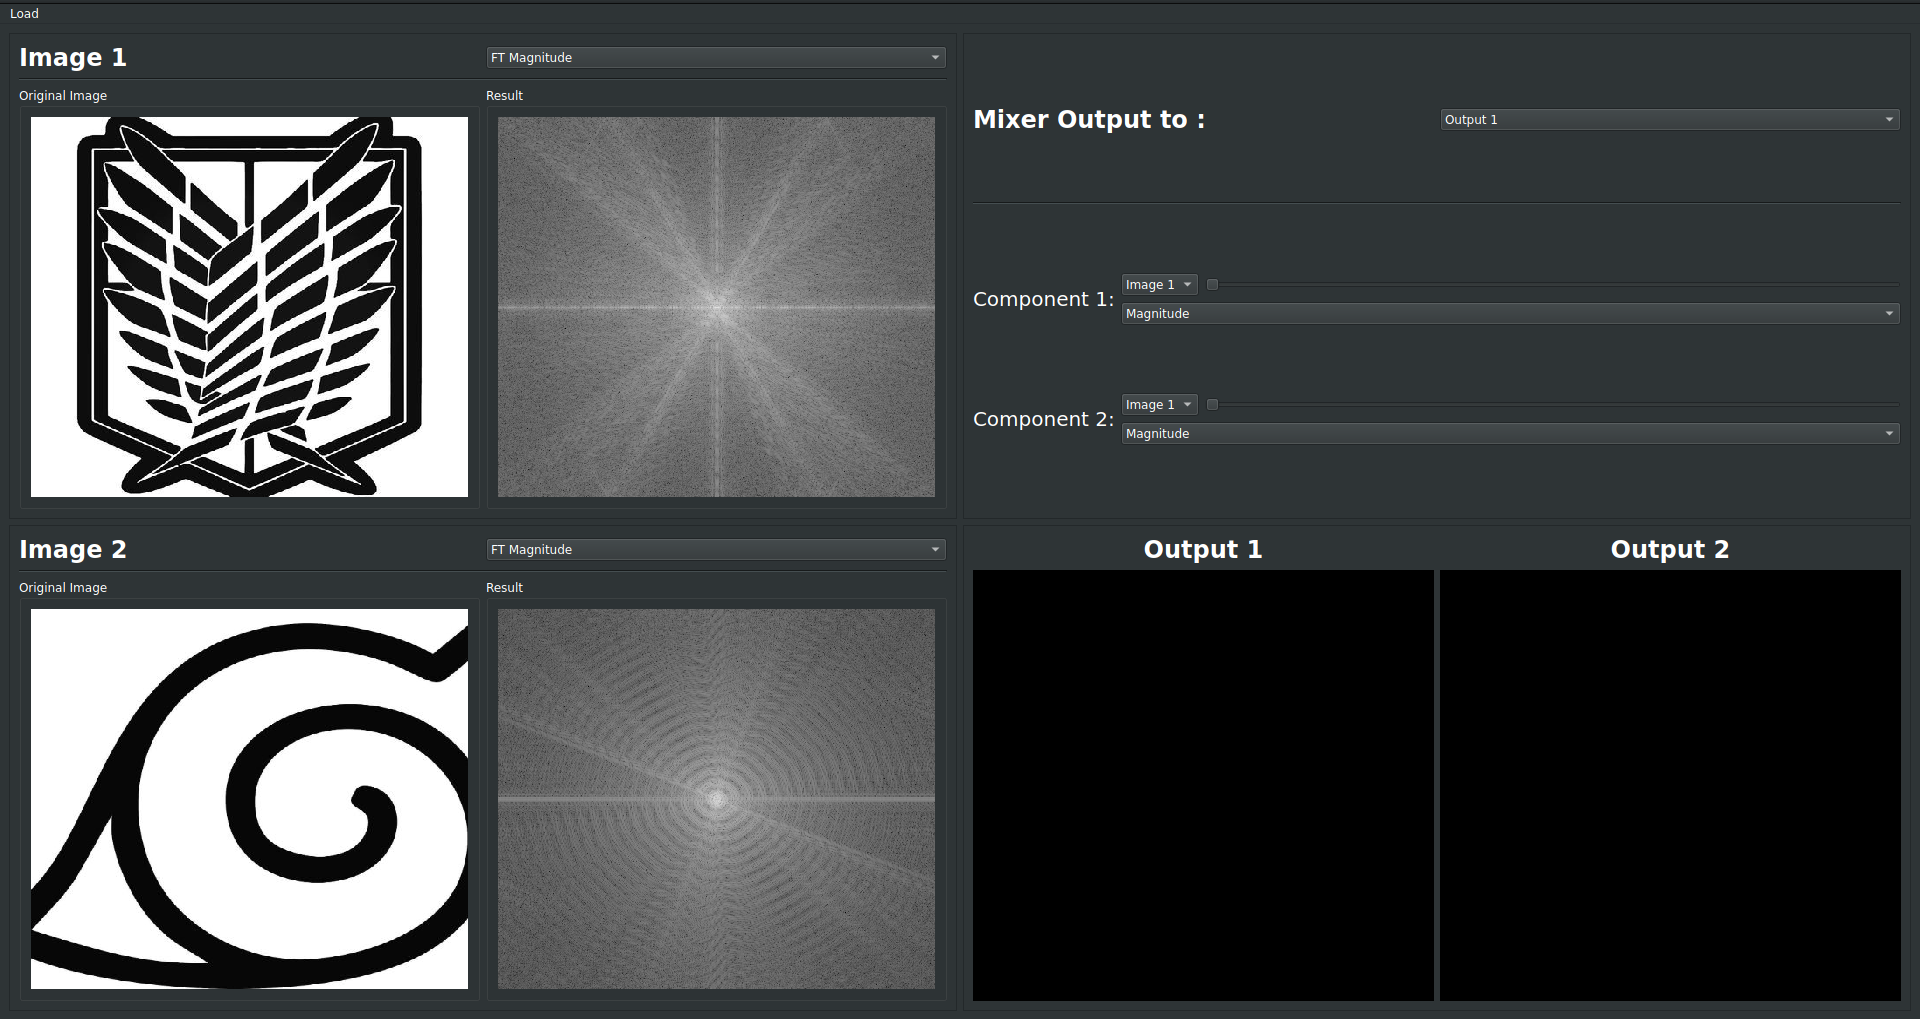 Load
Image 1
FT Magnitude
Original Image
Result
Mixer Output to :
Output 1
Component 1:
Image 1
Magnitude
Component 2:
Image 1
Magnitude
Image 2
FT Magnitude
Original Image
Result
Output 1
Output 2